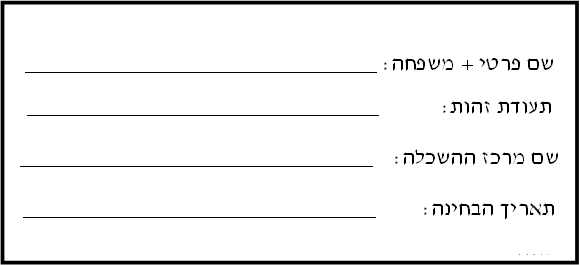 שם פרטי + משפחה:
תעודת זהות:
שם מרכז ההשכלה:
תאריך הבחינה: